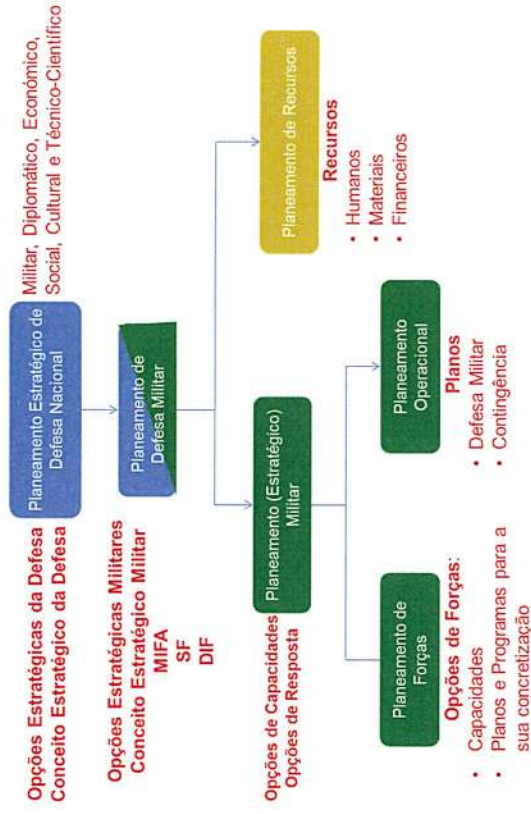 Opções Estratégicas da Defesa
Conceito Estratégico da Defesa
Planeamento Estratégico de
Defesa Nacional
Militar, Diplomático, Económico,
Social, Cultural e Técnico-Científico
Opções Estratégicas Militares
Conceito Estratégico Militar
MIFA
SF
DIF
Planeamento de
Defesa Militar
Opções de Capacidades
Opções de Resposta
Planeamento (Estratégico)
Militar
Planeamento de Recursos
Recursos
• Humanos
• Materiais
• Financeiros
Planeamento de
Forças
Opções de Forças:
• Capacidades
• Planos e Programas para a
sua concretização
Planeamento
Operacional
Planos
• Defesa Militar
• Contingência